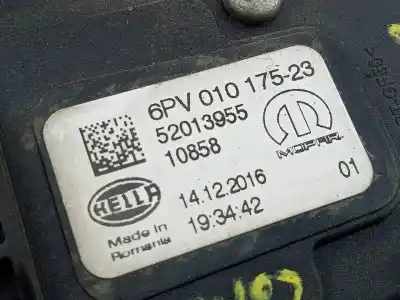 6PV 010 175-23
52013955
10858
MOPAR
HELLA
14.12.2016
19:34:42
01
Made in
Romania